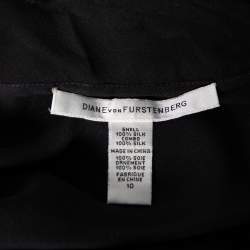 DIANE VON FURSTENBERG
SHELL
100% SILK
COMBO
100% SILK
MADE IN CHINA
100% SOIE
ORNEMENT
100% SOIE
FABRIQUE
EN CHINE
10